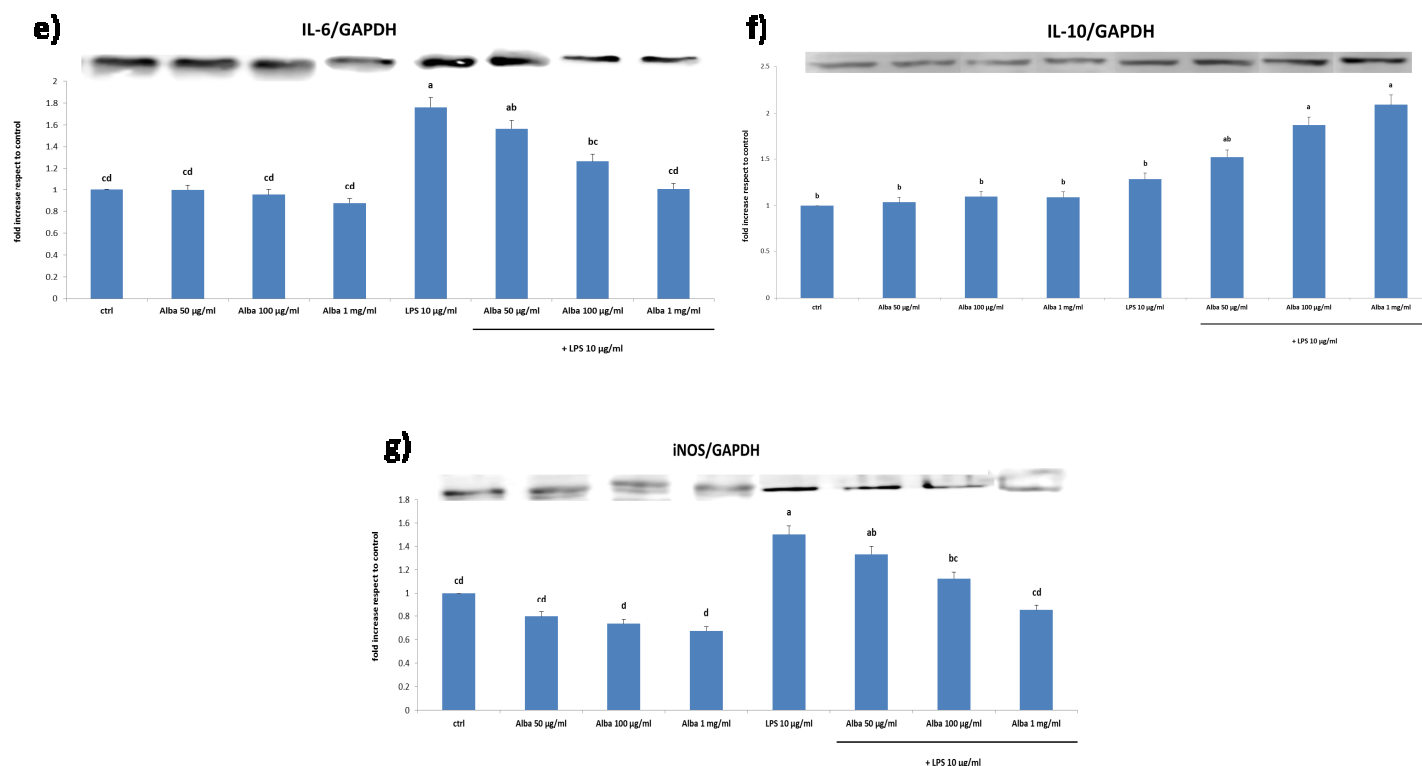 e)
IL-6/GAPDH
fold increase respect to control
2
1.8
1.6
1.4
1.2
1
0.8
0.6
0.4
0.2
0
cd cd cd cd a ab bc cd
ctrl Alba 50 µg/ml Alba 100 µg/ml Alba 1 mg/ml LPS 10 µg/ml Alba 50 µg/ml Alba 100 µg/ml Alba 1 mg/ml
+ LPS 10 µg/ml
f)
IL-10/GAPDH
fold increase respect to control
2.5
2
1.5
1
0.5
0
b b b b b ab a a
ctrl Alba 50 µg/ml Alba 100 µg/ml Alba 1 mg/ml LPS 10 µg/ml Alba 50 µg/ml Alba 100 µg/ml Alba 1 mg/ml
+ LPS 10 µg/ml
g)
iNOS/GAPDH
fold increase respect to control
1.8
1.6
1.4
1.2
1
0.8
0.6
0.4
0.2
0
cd cd d d a ab bc cd
ctrl Alba 50 µg/ml Alba 100 µg/ml Alba 1 mg/ml LPS 10 µg/ml Alba 50 µg/ml Alba 100 µg/ml Alba 1 mg/ml
+ LPS 10 µg/ml